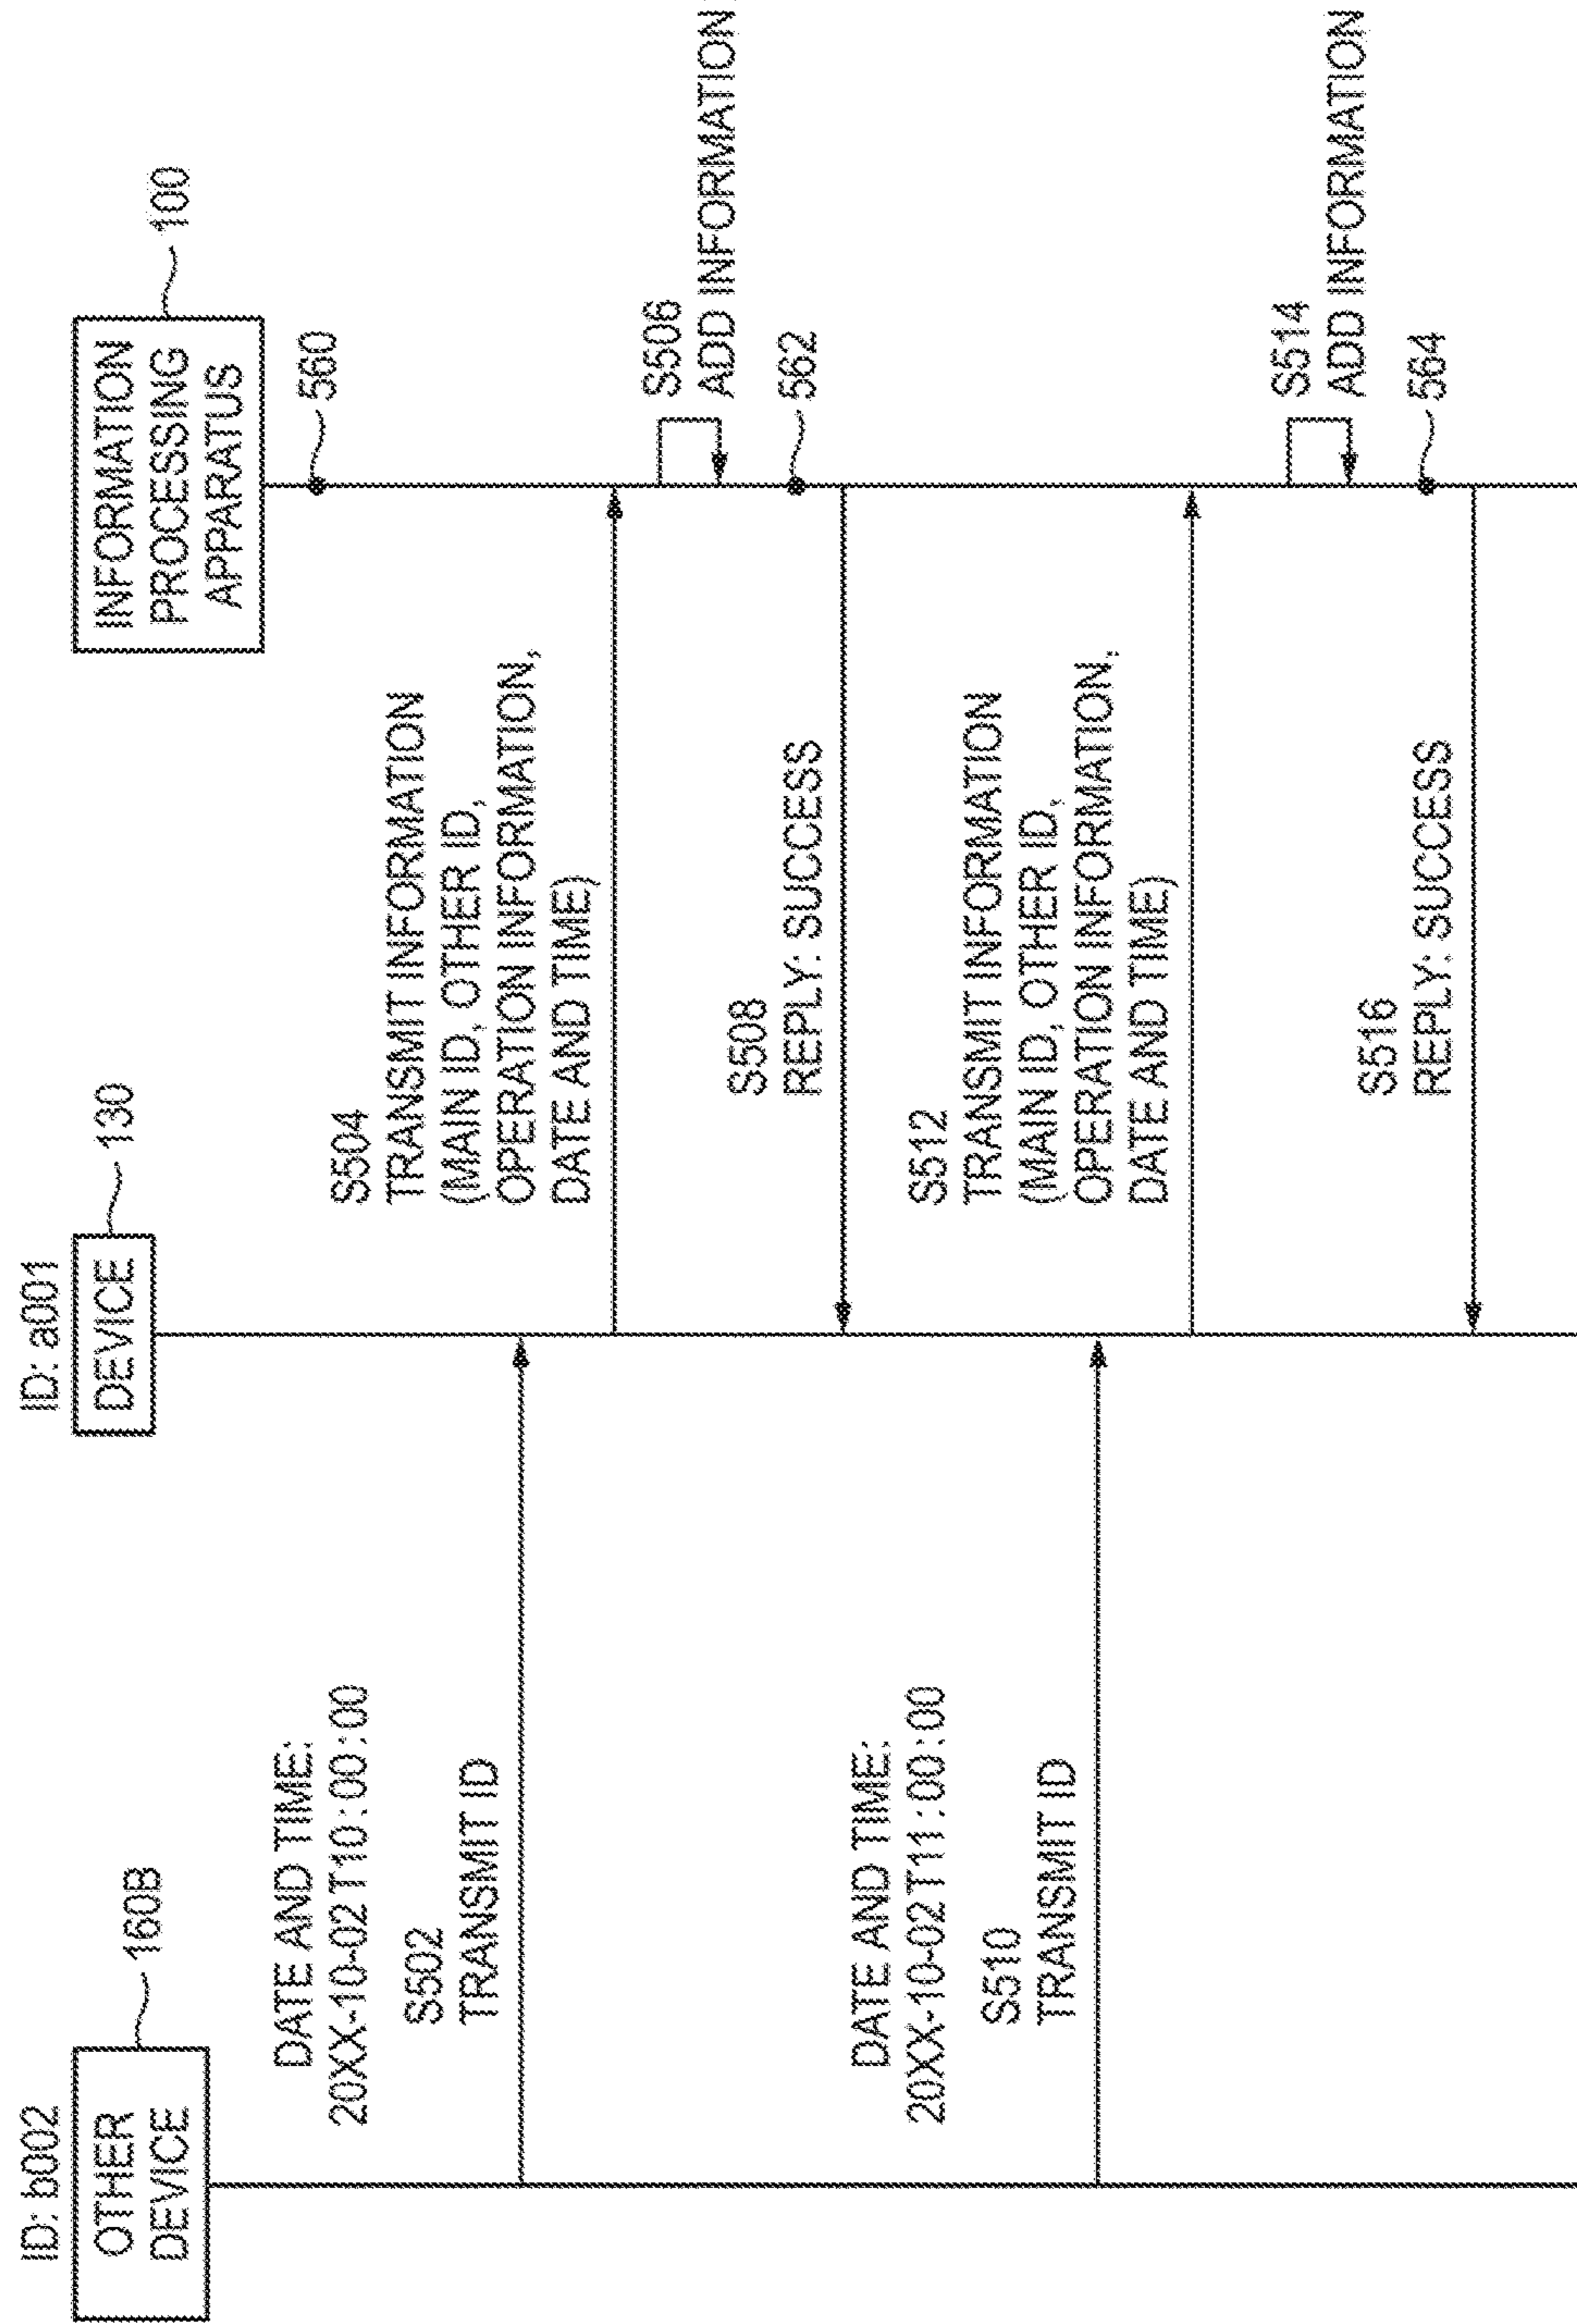 ID: b002
OTHER
DEVICE
160B
ID: a001
DEVICE
130
INFORMATION
PROCESSING
APPARATUS
100
560
DATE AND TIME:
20XX-10-02T10:00:00
S502
TRANSMIT ID
S504
TRANSMIT INFORMATION
(MAIN ID, OTHER ID,
OPERATION INFORMATION,
DATE AND TIME)
S506
ADD INFORMATION
562
S508
REPLY: SUCCESS
DATE AND TIME:
20XX-10-02T11:00:00
S510
TRANSMIT ID
S512
TRANSMIT INFORMATION
(MAIN ID, OTHER ID,
OPERATION INFORMATION,
DATE AND TIME)
S514
ADD INFORMATION
564
S516
REPLY: SUCCESS